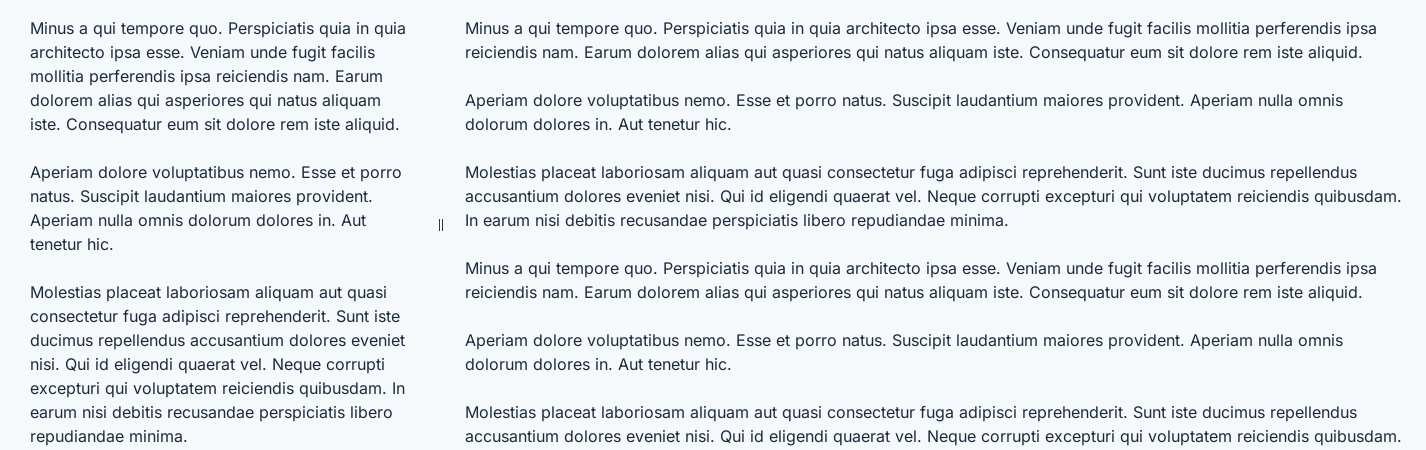 Minus a qui tempore quo. Perspiciatis quia in quia
architecto ipsa esse. Veniam unde fugit facilis
mollitia perferendis ipsa reiciendis nam. Earum
dolorem alias qui asperiores qui natus aliquam
iste. Consequatur eum sit dolore rem iste aliquid.
Aperiam dolore voluptatibus nemo. Esse et porro
natus. Suscipit laudantium maiores provident.
Aperiam nulla omnis dolorum dolores in. Aut
tenetur hic.
Molestias placeat laboriosam aliquam aut quasi
consectetur fuga adipisci reprehenderit. Sunt iste
ducimus repellendus accusantium dolores eveniet
nisi. Qui id eligendi quaerat vel. Neque corrupti
excepturi qui voluptatem reiciendis quibusdam. In
earum nisi debitis recusandae perspiciatis libero
repudiandae minima.
Minus a qui tempore quo. Perspiciatis quia in quia architecto ipsa esse. Veniam unde fugit facilis mollitia perferendis ipsa
reiciendis nam. Earum dolorem alias qui asperiores qui natus aliquam iste. Consequatur eum sit dolore rem iste aliquid.
Aperiam dolore voluptatibus nemo. Esse et porro natus. Suscipit laudantium maiores provident. Aperiam nulla omnis
dolorum dolores in. Aut tenetur hic.
Molestias placeat laboriosam aliquam aut quasi consectetur fuga adipisci reprehenderit. Sunt iste ducimus repellendus
accusantium dolores eveniet nisi. Qui id eligendi quaerat vel. Neque corrupti excepturi qui voluptatem reiciendis quibusdam.
In earum nisi debitis recusandae perspiciatis libero repudiandae minima.
Minus a qui tempore quo. Perspiciatis quia in quia architecto ipsa esse. Veniam unde fugit facilis mollitia perferendis ipsa
reiciendis nam. Earum dolorem alias qui asperiores qui natus aliquam iste. Consequatur eum sit dolore rem iste aliquid.
Aperiam dolore voluptatibus nemo. Esse et porro natus. Suscipit laudantium maiores provident. Aperiam nulla omnis
dolorum dolores in. Aut tenetur hic.
Molestias placeat laboriosam aliquam aut quasi consectetur fuga adipisci reprehenderit. Sunt iste ducimus repellendus
accusantium dolores eveniet nisi. Qui id eligendi quaerat vel. Neque corrupti excepturi qui voluptatem reiciendis quibusdam.